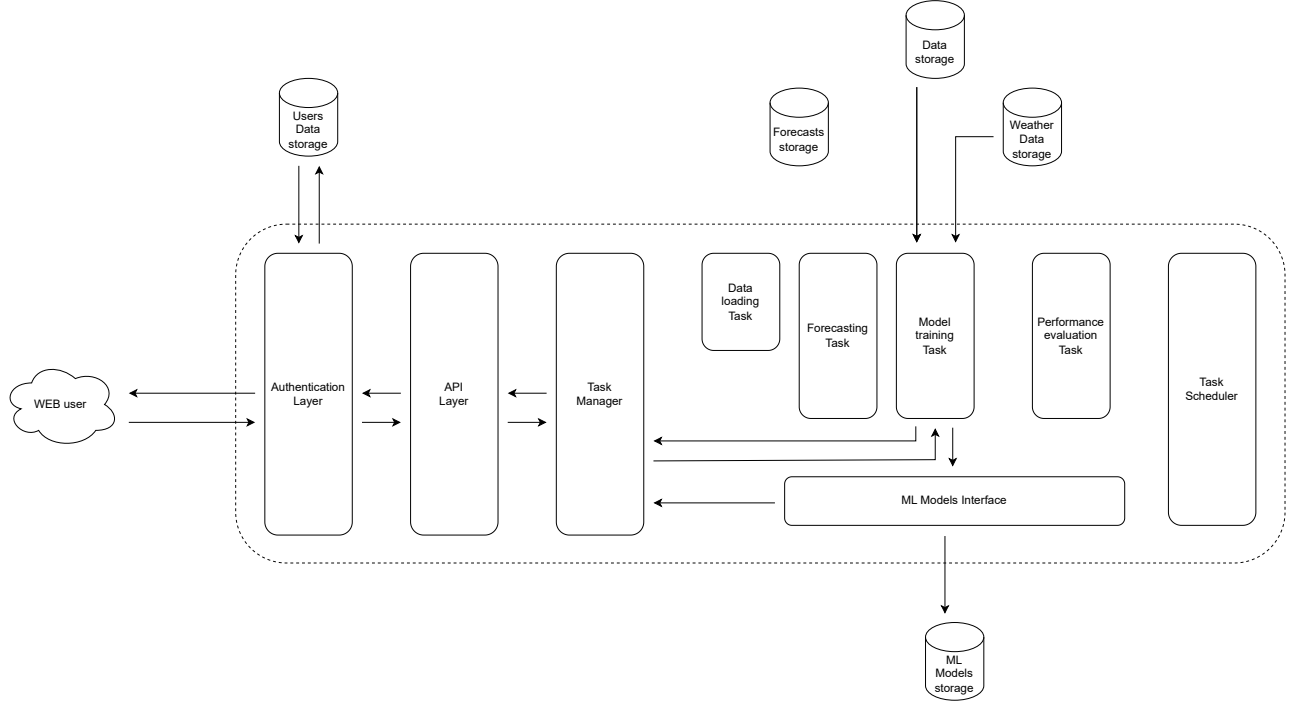 Data
storage
Users
Data
storage
Forecasts
storage
Weather
Data
storage
Data
loading
Task
Forecasting
Task
Model
training
Task
Performance
evaluation
Task
WEB user
Authentication
Layer
API
Layer
Task
Manager
Task
Scheduler
ML Models Interface
ML
Models
storage